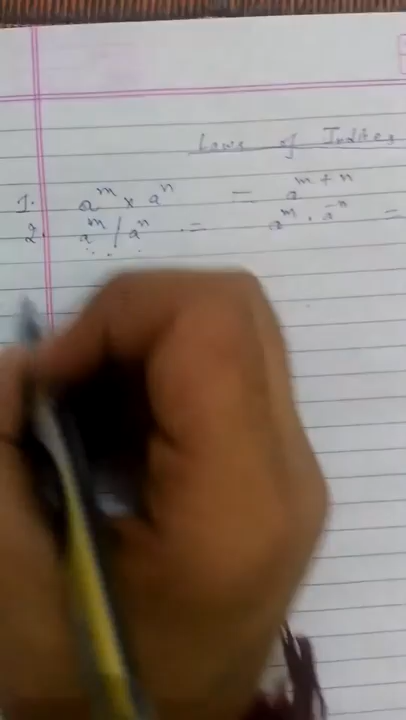 Laws of Indices
1. a^m × a^n = a^{m+n}
2. a^m / a^n = a^m · a^{-n} =